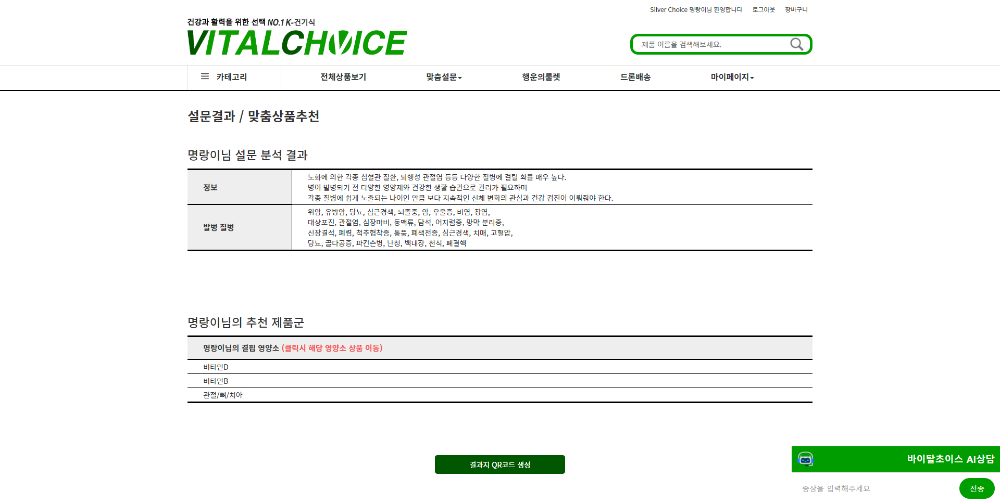 Silver Choice 명랑이님 환영합니다 로그아웃 장바구니
건강과 활력을 위한 선택 NO.1 K-건기식
VITALCHOICE
제품 이름을 검색해보세요.
카테고리 전체상품보기 맞춤설문 행운의룰렛 드론배송 마이페이지
설문결과 / 맞춤상품추천
명랑이님 설문 분석 결과
정보
노화에 의한 각종 심혈관 질환, 퇴행성 관절염 등등 다양한 질병에 걸릴 확률 매우 높다.
병이 발병되기 전 다양한 영양제와 건강한 생활 습관으로 관리가 필요하며
각종 질병에 쉽게 노출되는 나이인 만큼 보다 지속적인 신체 변화의 관심과 건강 검진이 이뤄줘야 한다.
발병 질병
위암, 유방암, 당뇨, 심근경색, 뇌졸중, 암, 우울증, 비염, 장염,
대상포진, 관절염, 심장마비, 동맥류, 담석, 어지럼증, 망막 분리증,
신장결석, 폐렴, 척추협착증, 통풍, 폐색전증, 심근경색, 치매, 고혈압,
당뇨, 골다공증, 파킨슨병, 난청, 백내장, 천식, 폐결핵
명랑이님의 추천 제품군
명랑이님의 결핍 영양소 (클릭시 해당 영양소 상품 이동)
비타민D
비타민B
관절/뼈/치아
결과지 QR코드 생성
바이탈초이스 AI상담
증상을 입력해주세요 전송